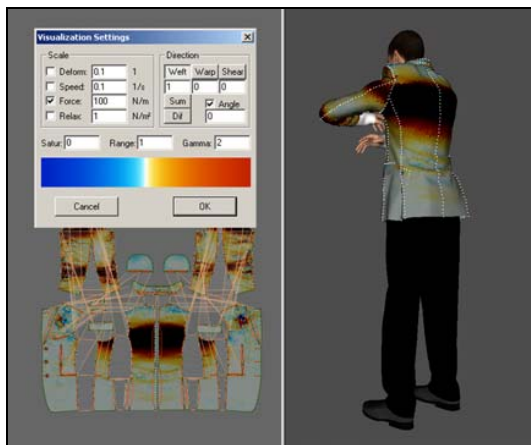 Visualization Settings
Scale
Deform: 0.1 1
Speed: 0.1 1/s
Force: 100 N/m
Relax: 1 N/m²
Direction
Weft Warp Shear
1 0 0
Sum Angle
Dif 0
Satur: 0 Range: 1 Gamma: 2
Cancel OK